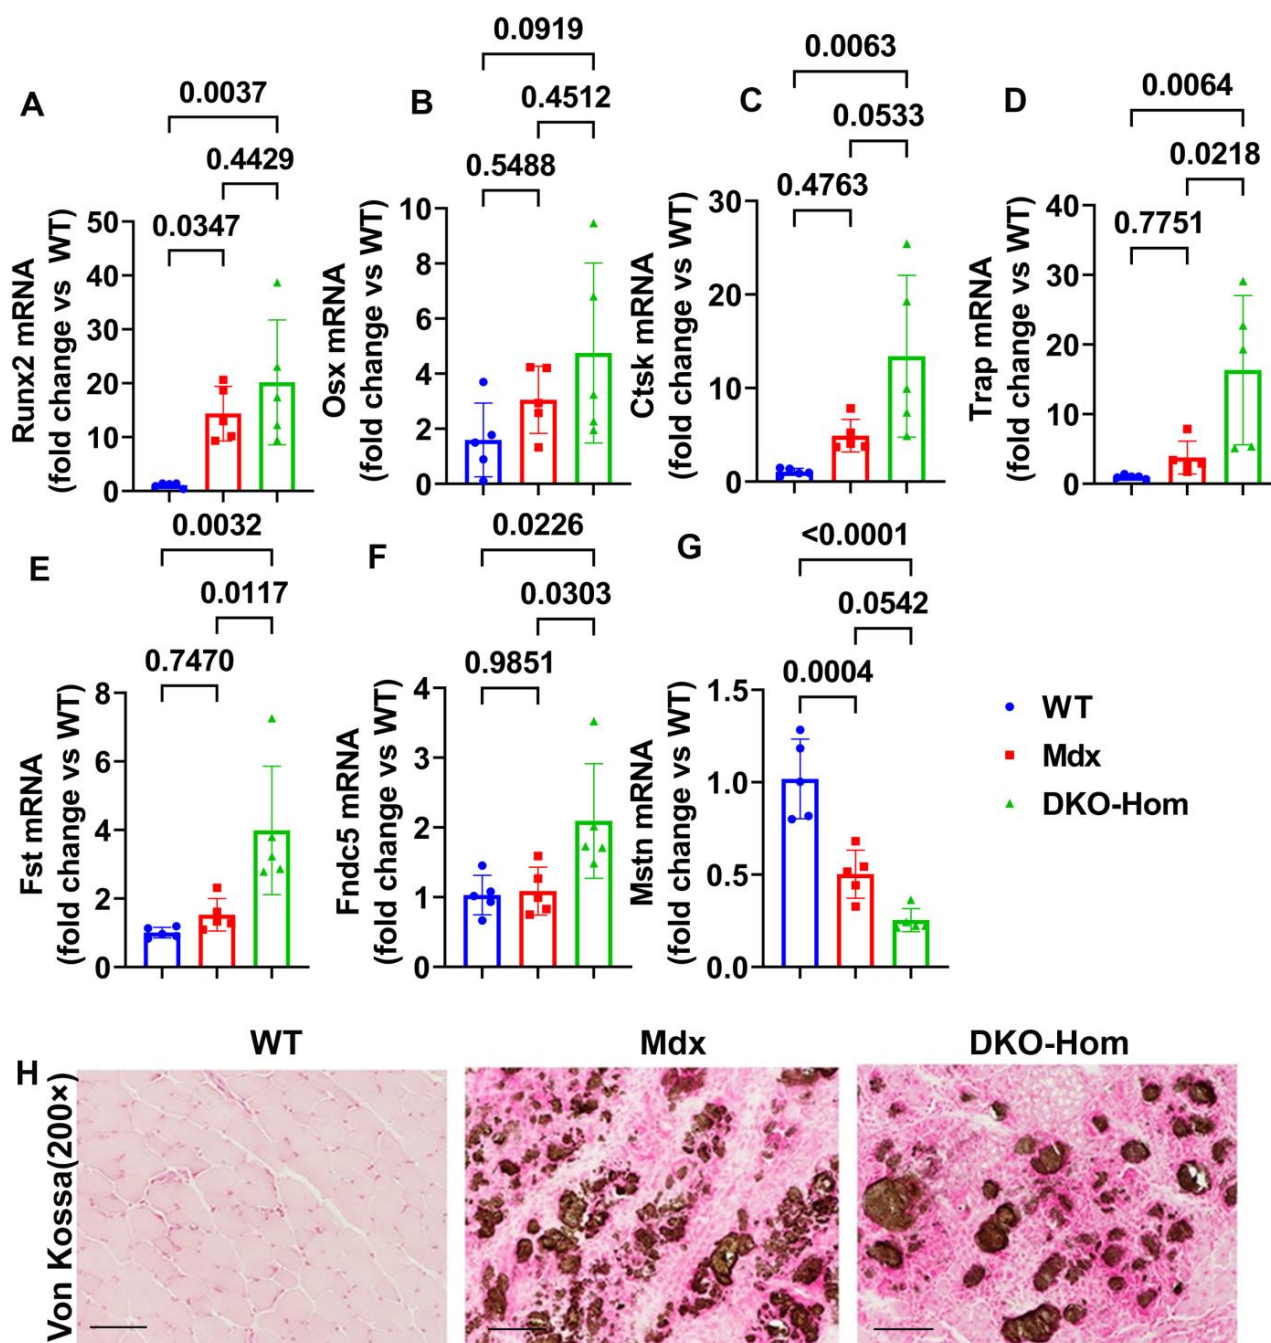 A
0.0037
0.4429
0.0347
Runx2 mRNA
(fold change vs WT)
50
40
30
20
10
0
B
0.0919
0.4512
0.5488
Osx mRNA
(fold change vs WT)
10
8
6
4
2
0
C
0.0063
0.0533
0.4763
Ctsk mRNA
(fold change vs WT)
30
20
10
0
D
0.0064
0.0218
0.7751
Trap mRNA
(fold change vs WT)
40
30
20
10
0
E
0.0032
0.0117
0.7470
Fst mRNA
(fold change vs WT)
8
6
4
2
0
F
0.0226
0.0303
0.9851
Fndc5 mRNA
(fold change vs WT)
4
3
2
1
0
G
<0.0001
0.0542
0.0004
Mstn mRNA
(fold change vs WT)
1.5
1.0
0.5
0.0
WT
Mdx
DKO-Hom
H
WT
Mdx
DKO-Hom
Von Kossa(200×)